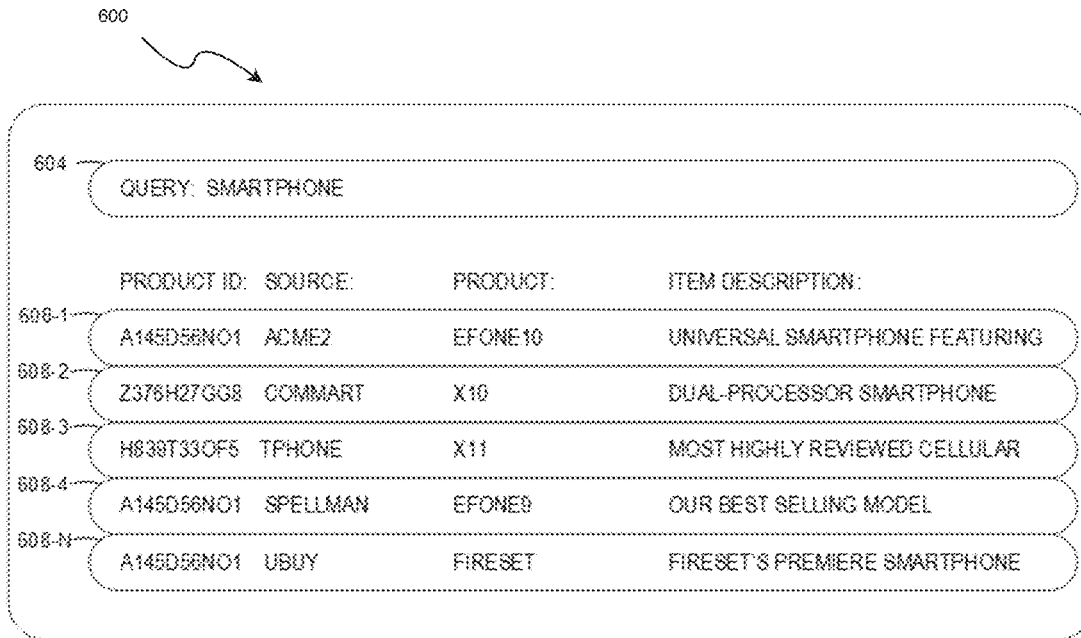 600
604
QUERY: SMARTPHONE
PRODUCT ID: SOURCE: PRODUCT: ITEM DESCRIPTION:
608-1
A145D56NO1 ACME2 EFONE10 UNIVERSAL SMARTPHONE FEATURING
608-2
Z376H27GG8 COMMART X10 DUAL-PROCESSOR SMARTPHONE
608-3
H839T33OF5 TPHONE X11 MOST HIGHLY REVIEWED CELLULAR
608-4
A145D56NO1 SPELLMAN EFONE9 OUR BEST SELLING MODEL
608-N
A145D56NO1 UBUY FIRESET FIRESET'S PREMIERE SMARTPHONE